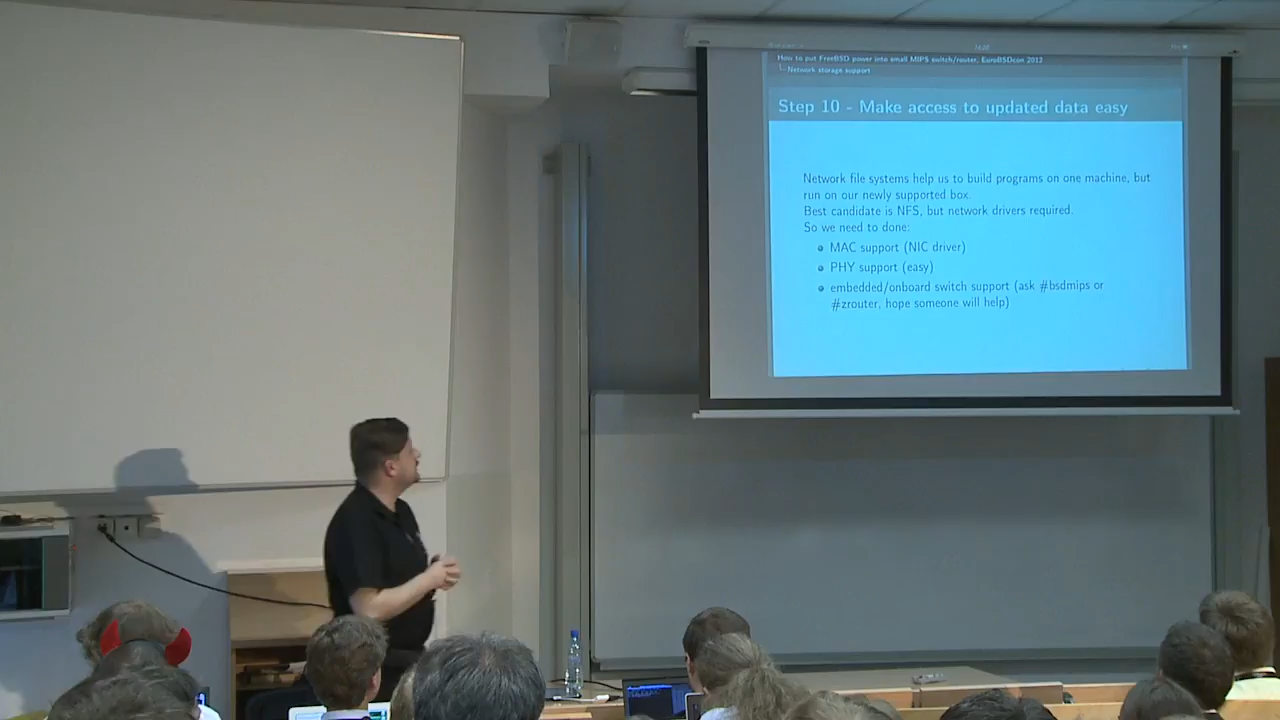 How to put FreeBSD power into small MIPS switch/router, EuroBSDcon 2012
Network storage support
Step 10 - Make access to updated data easy
Network file systems help us to build programs on one machine, but
run on our newly supported box.
Best candidate is NFS, but network drivers required.
So we need to done:
MAC support (NIC driver)
PHY support (easy)
embedded/onboard switch support (ask #bsdmips or
#zrouter, hope someone will help)